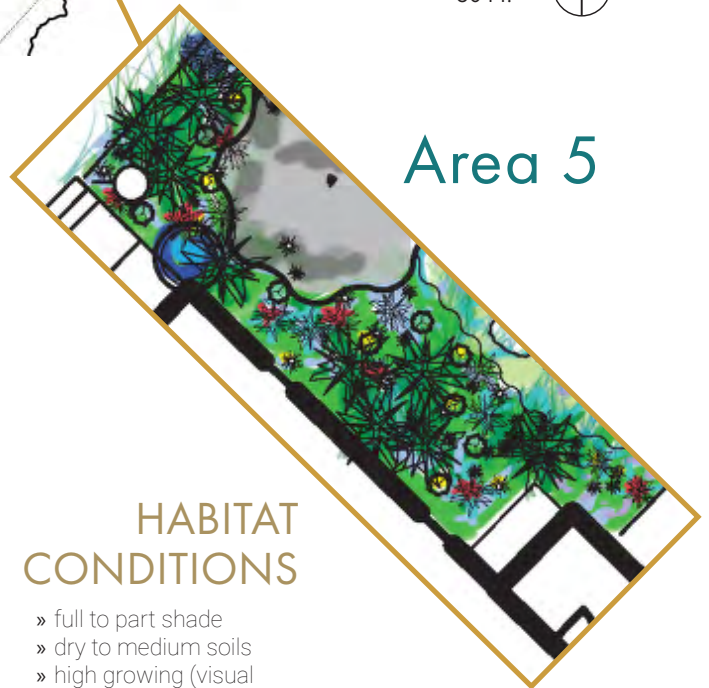 Area 5
HABITAT
CONDITIONS
» full to part shade
» dry to medium soils
» high growing (visual